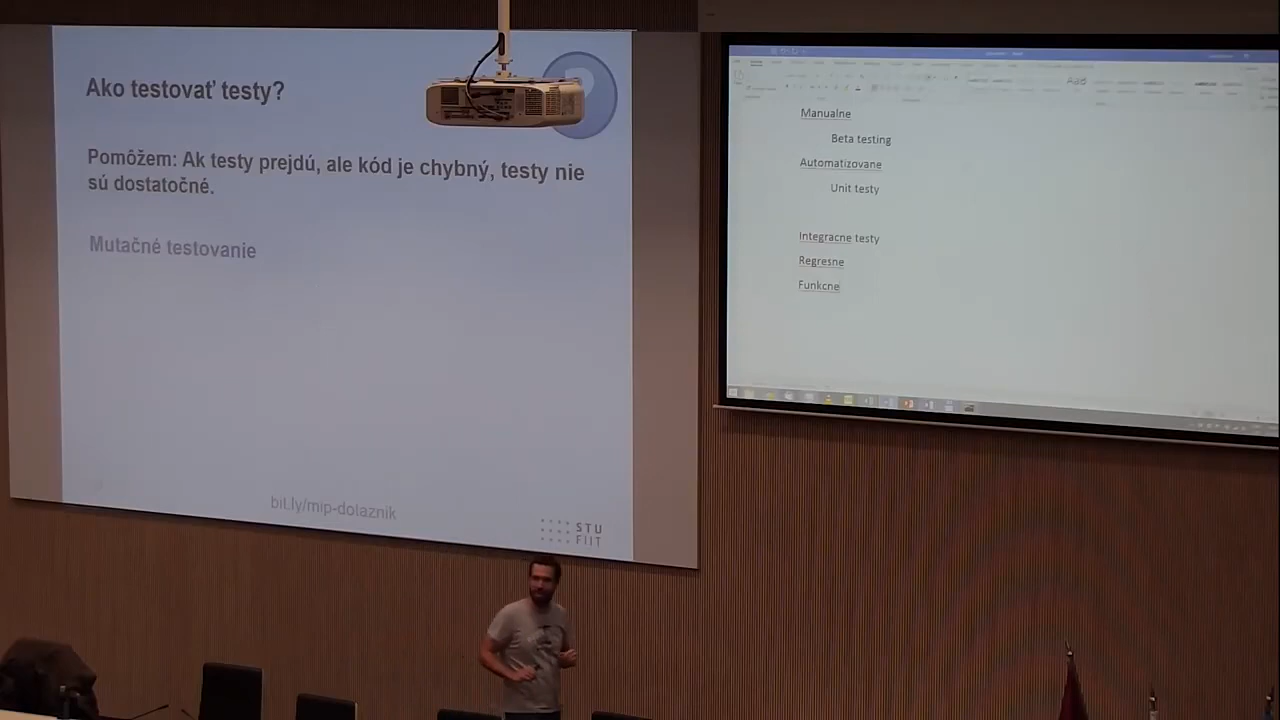 Ako testovať testy?
Pomôžem: Ak testy prejdú, ale kód je chybný, testy nie
sú dostatočné.
Mutačné testovanie
bit.ly/mip-dolaznik
STU
FIIT
Manualne
Beta testing
Automatizovane
Unit testy
Integracne testy
Regresne
Funkcne